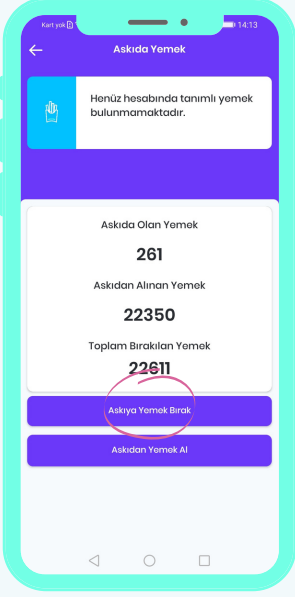 Kart yok
14:13
Askıda Yemek
Henüz hesabında tanımlı yemek
bulunmamaktadır.
Askıda Olan Yemek
261
Askıdan Alınan Yemek
22350
Toplam Bırakılan Yemek
22611
Askıya Yemek Bırak
Askıdan Yemek Al